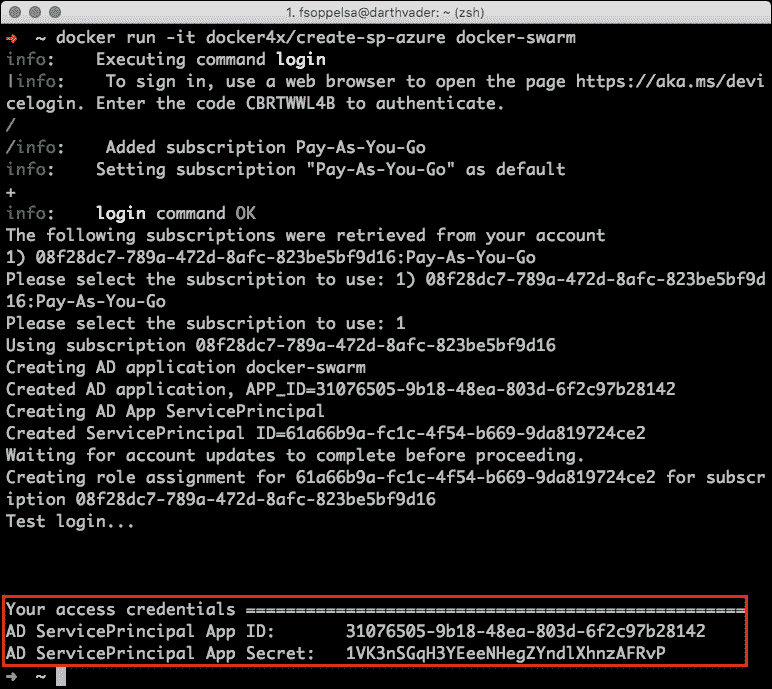 1. fsoppelsa@darthvader: ~ (zsh)
➜ ~ docker run -it docker4x/create-sp-azure docker-swarm
info:    Executing command login
|info:    To sign in, use a web browser to open the page https://aka.ms/devi
celogin. Enter the code CBRTWWL4B to authenticate.
/
/info:    Added subscription Pay-As-You-Go
info:    Setting subscription "Pay-As-You-Go" as default
+
info:    login command OK
The following subscriptions were retrieved from your account
1) 08f28dc7-789a-472d-8afc-823be5bf9d16:Pay-As-You-Go
Please select the subscription to use: 1) 08f28dc7-789a-472d-8afc-823be5bf9d
16:Pay-As-You-Go
Please select the subscription to use: 1
Using subscription 08f28dc7-789a-472d-8afc-823be5bf9d16
Creating AD application docker-swarm
Created AD application, APP_ID=31076505-9b18-48ea-803d-6f2c97b28142
Creating AD App ServicePrincipal
Created ServicePrincipal ID=61a66b9a-fc1c-4f54-b669-9da819724ce2
Waiting for account updates to complete before proceeding.
Creating role assignment for 61a66b9a-fc1c-4f54-b669-9da819724ce2 for subscr
iption 08f28dc7-789a-472d-8afc-823be5bf9d16
Test login...
Your access credentials ==================================================
AD ServicePrincipal App ID:       31076505-9b18-48ea-803d-6f2c97b28142
AD ServicePrincipal App Secret:   1VK3nSGqH3YEeeNHegZYndlXhnzAFRvP
➜ ~